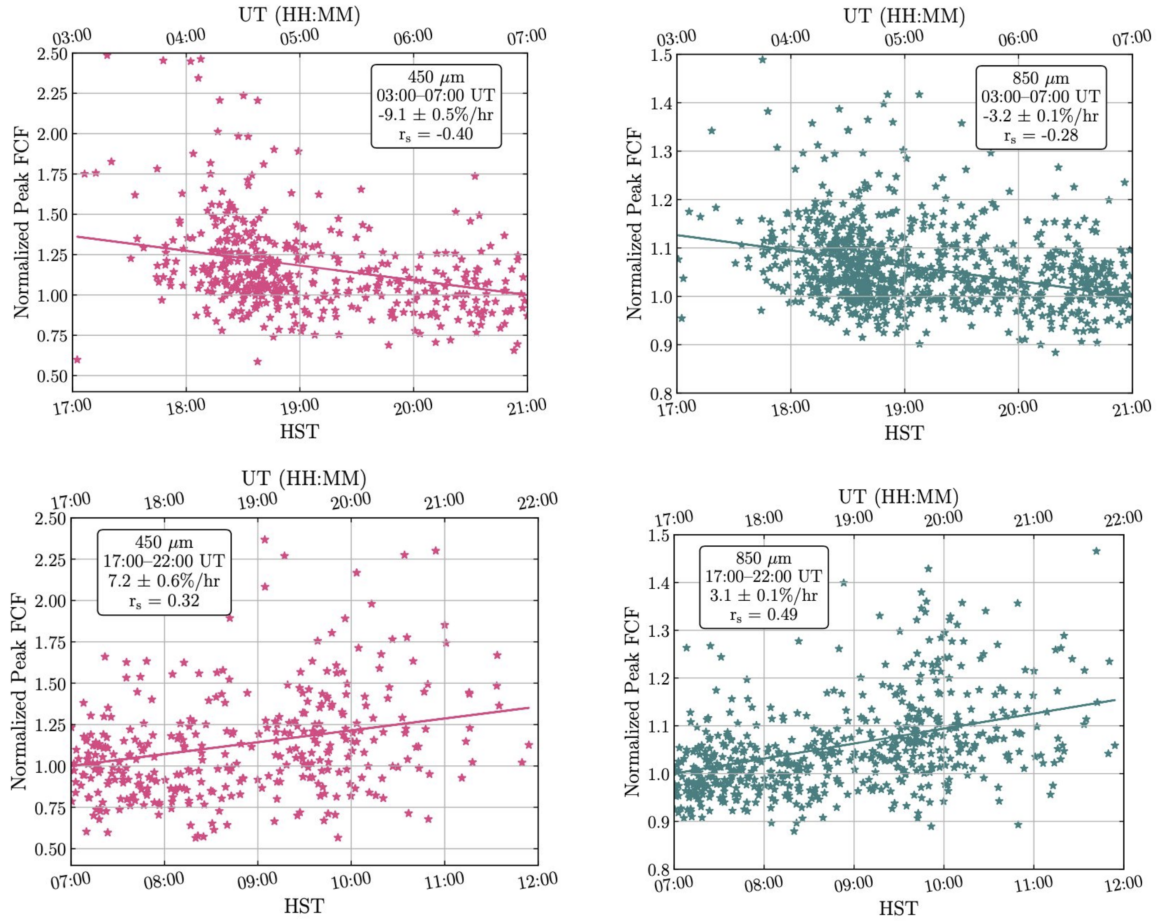 UT (HH:MM)
03:00 04:00 05:00 06:00 07:00
2.50
2.25
2.00
1.75
1.50
1.25
1.00
0.75
0.50
Normalized Peak FCF
450 μm
03:00–07:00 UT
-9.1 ± 0.5%/hr
rₛ = -0.40
17:00 18:00 19:00 20:00 21:00
HST
UT (HH:MM)
03:00 04:00 05:00 06:00 07:00
1.5
1.4
1.3
1.2
1.1
1.0
0.9
0.8
Normalized Peak FCF
850 μm
03:00–07:00 UT
-3.2 ± 0.1%/hr
rₛ = -0.28
17:00 18:00 19:00 20:00 21:00
HST
UT (HH:MM)
17:00 18:00 19:00 20:00 21:00 22:00
2.50
2.25
2.00
1.75
1.50
1.25
1.00
0.75
0.50
Normalized Peak FCF
450 μm
17:00–22:00 UT
7.2 ± 0.6%/hr
rₛ = 0.32
07:00 08:00 09:00 10:00 11:00 12:00
HST
UT (HH:MM)
17:00 18:00 19:00 20:00 21:00 22:00
1.5
1.4
1.3
1.2
1.1
1.0
0.9
0.8
Normalized Peak FCF
850 μm
17:00–22:00 UT
3.1 ± 0.1%/hr
rₛ = 0.49
07:00 08:00 09:00 10:00 11:00 12:00
HST